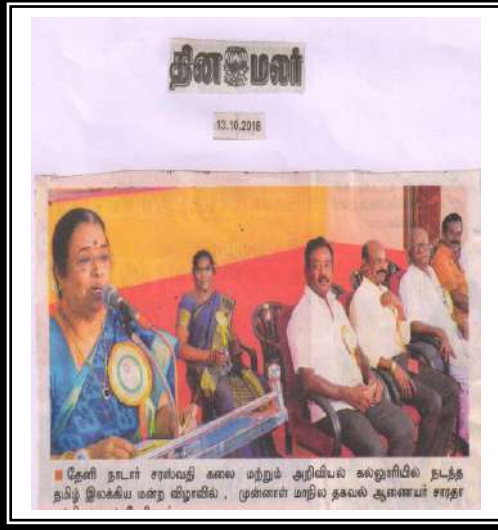 தினமலர்
13.10.2018
தேனி நாடார் சரஸ்வதி கலை மற்றும் அறிவியல் கல்லூரியில் நடந்த
தமிழ் இலக்கிய மன்ற விழாவில் , முன்னாள் மாநில தகவல் ஆணையர் சாரதா